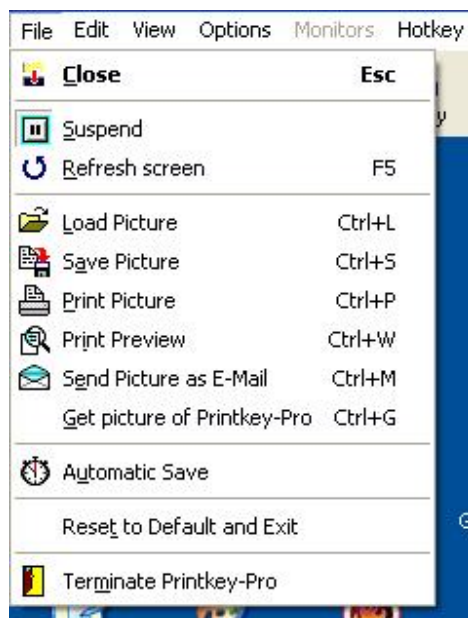 File Edit View Options Monitors Hotkey
Close Esc
Suspend
Refresh screen F5
Load Picture Ctrl+L
Save Picture Ctrl+S
Print Picture Ctrl+P
Print Preview Ctrl+W
Send Picture as E-Mail Ctrl+M
Get picture of Printkey-Pro Ctrl+G
Automatic Save
Reset to Default and Exit
Terminate Printkey-Pro